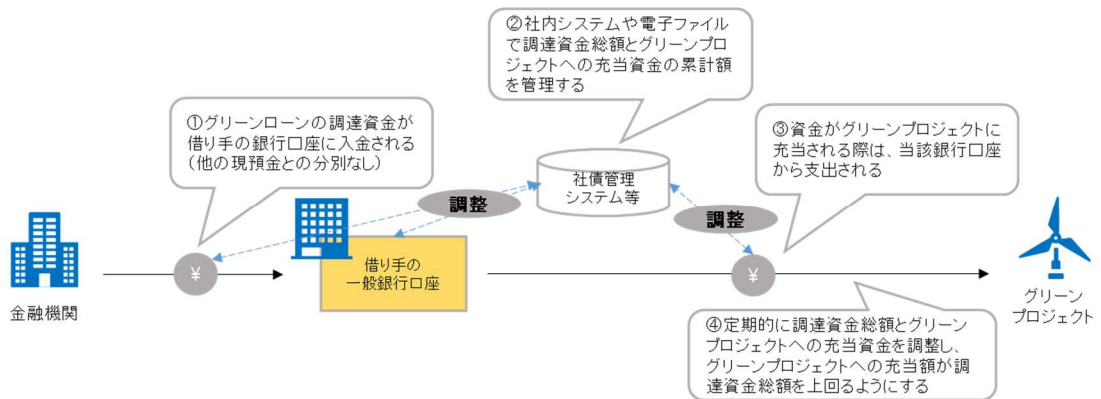 ②社内システムや電子ファイル
で調達資金総額とグリーンプロ
ジェクトへの充当資金の累計額
を管理する
①グリーンローンの調達資金が
借り手の銀行口座に入金される
（他の現預金との分別なし）
③資金がグリーンプロジェクトに
充当される際は、当該銀行口座
から支出される
社債管理
システム等
調整
調整
借り手の
一般銀行口座
¥
¥
金融機関
グリーン
プロジェクト
④定期的に調達資金総額とグリーン
プロジェクトへの充当資金を調整し、
グリーンプロジェクトへの充当額が調
達資金総額を上回るようにする